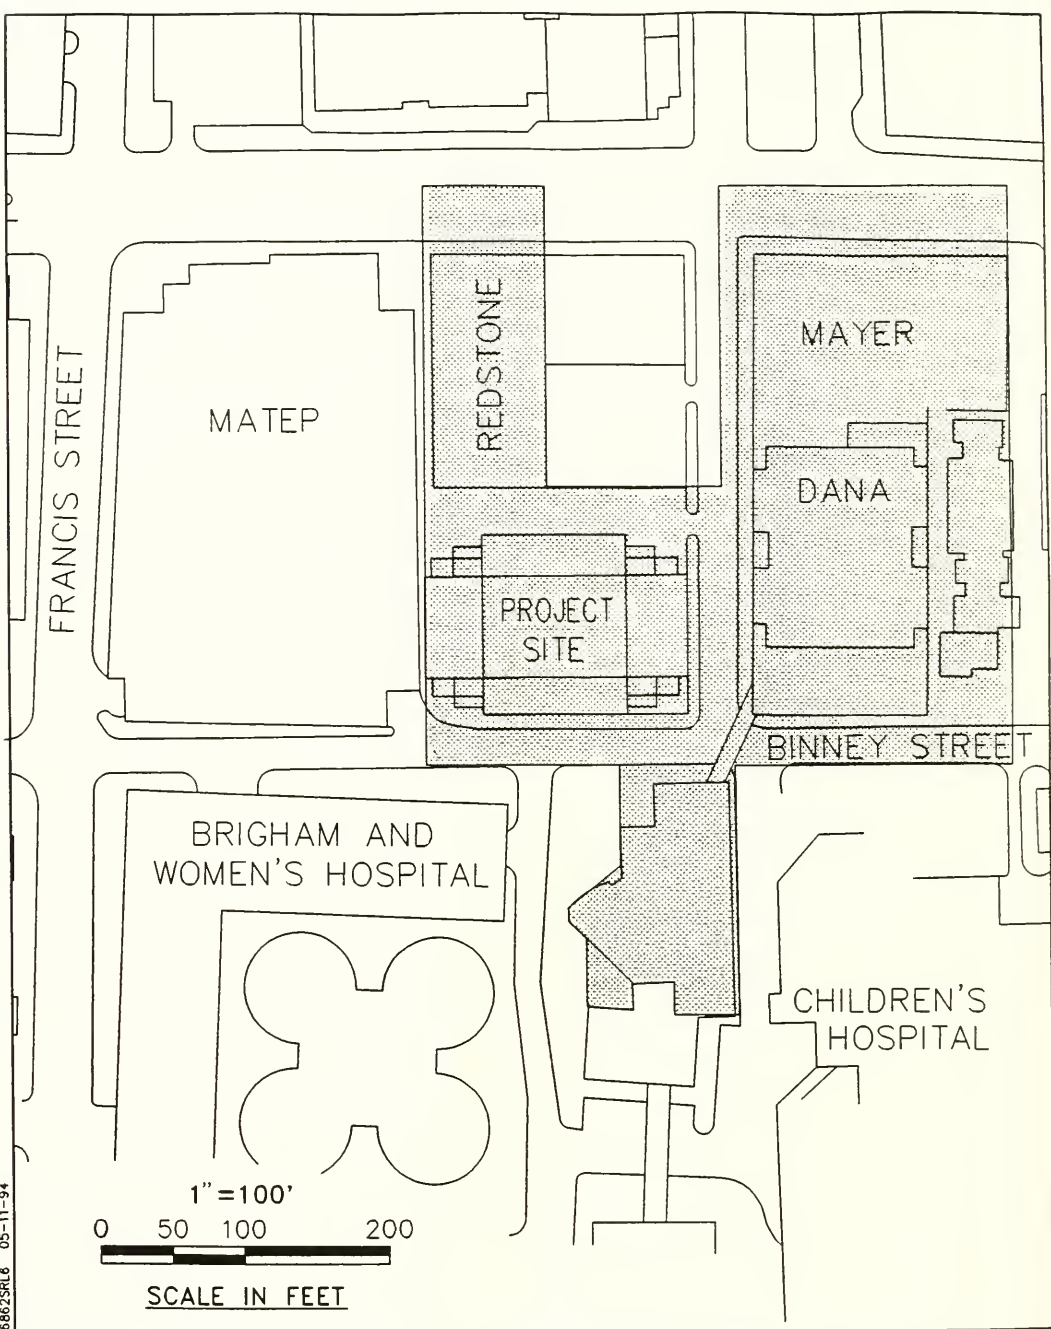 REDSTONE
MAYER
MATEP
DANA
FRANCIS STREET
PROJECT
SITE
BINNEY STREET
BRIGHAM AND
WOMEN'S HOSPITAL
CHILDREN'S
HOSPITAL
1"=100'
0 50 100 200
SCALE IN FEET
6862SRL6 05-11-94